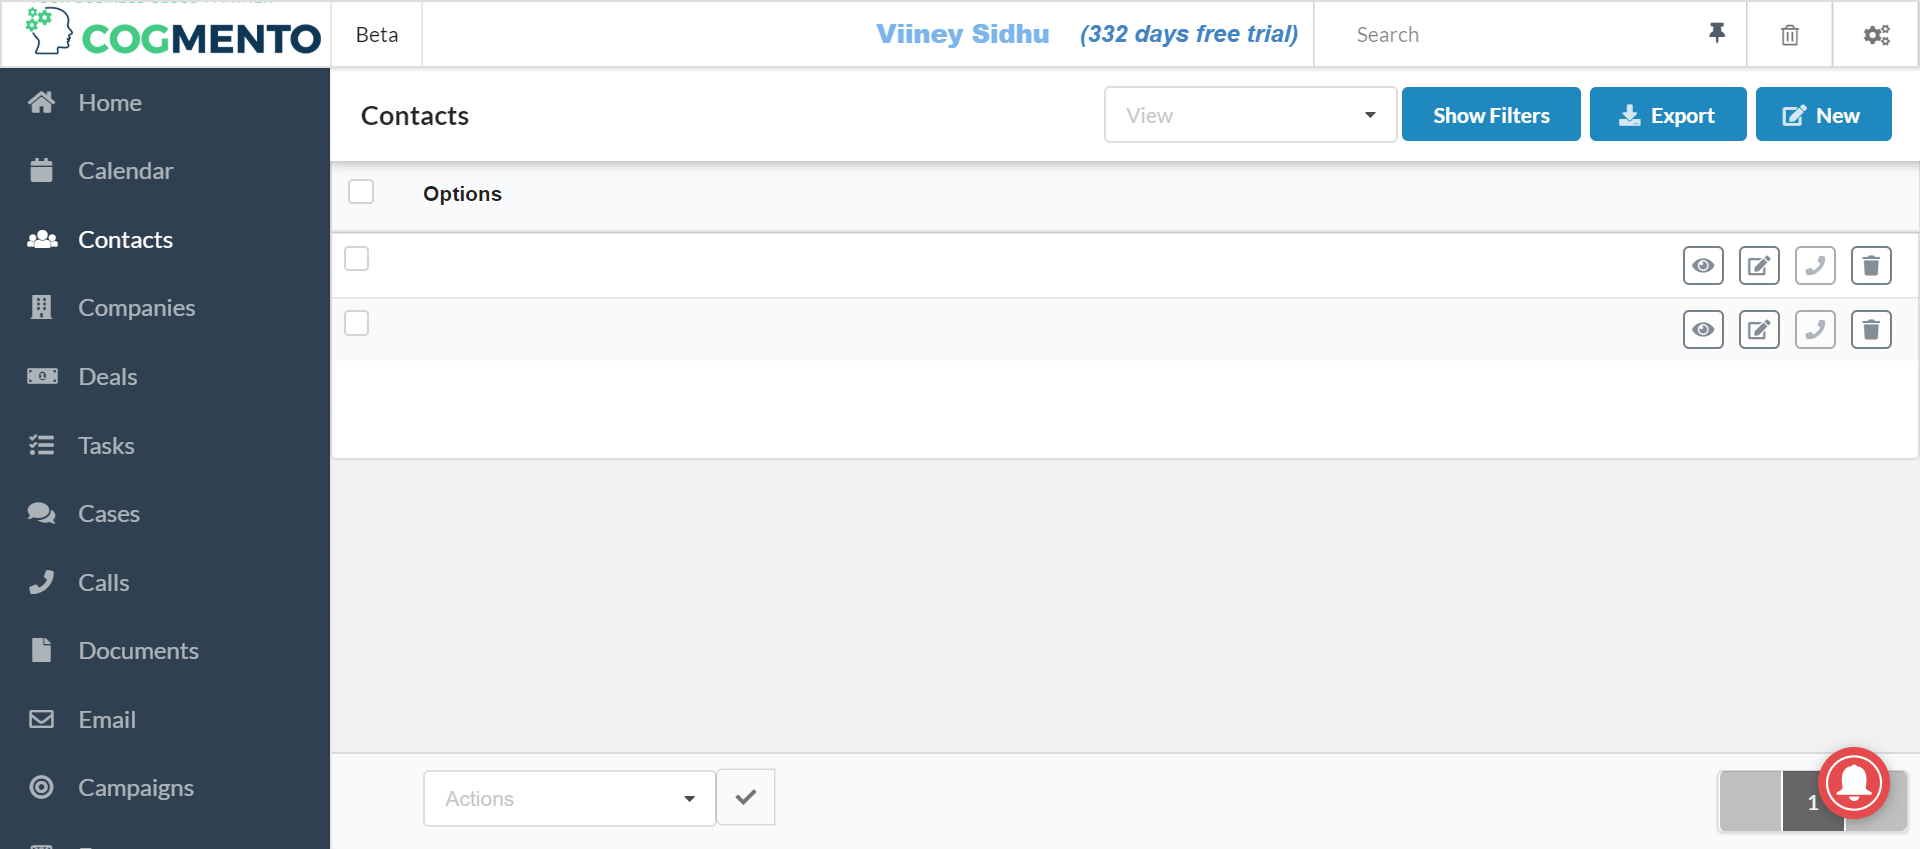 COGMENTO
Beta
Viiney Sidhu
(332 days free trial)
Search
Home
Calendar
Contacts
Companies
Deals
Tasks
Cases
Calls
Documents
Email
Campaigns
Contacts
View
Show Filters
Export
New
Options
Actions
1